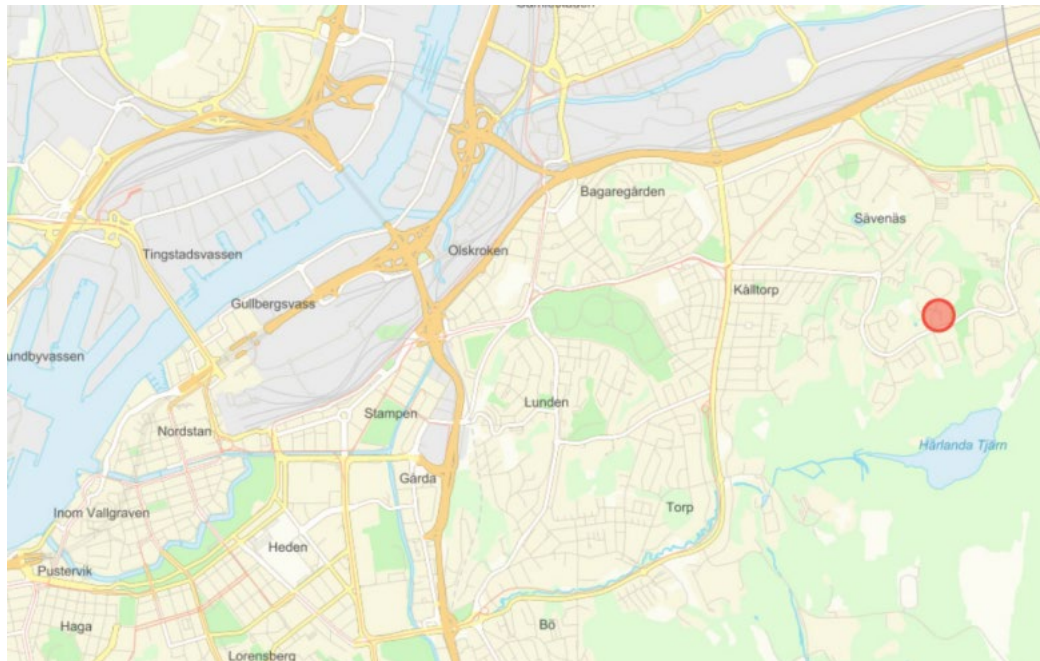 Bagaregården
Sävenäs
Olskroken
Tingstadsvassen
Kålltorp
Gullbergsvass
undbyvassen
Lunden
Stampen
Nordstan
Härlanda Tjärn
Gårda
Torp
Inom Vallgraven
Heden
Pustervik
Haga
Bö
Lorensberg